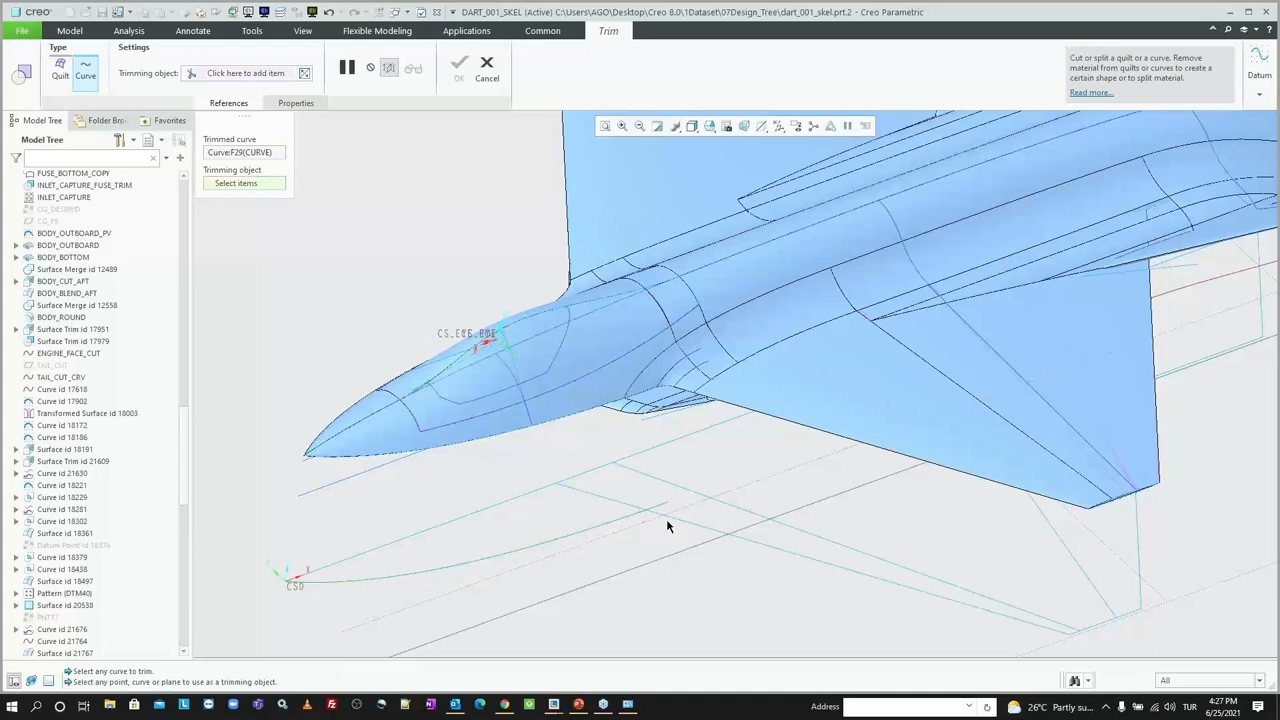 creo
DART_001_SKEL (Active) C:\Users\AGO\Desktop\Creo 8.0\1Dataset\07Design_Tree\dart_001_skel.prt.2 - Creo Parametric
File Model Analysis Annotate Tools View Flexible Modeling Applications Common Trim
Type Settings
Trimming object: Click here to add item
Quilt Curve OK Cancel
Cut or split a quilt or a curve. Remove material from quilts or curves to create a certain shape or to split material.
Read more...
Datum
References Properties
Model Tree Folder Bro Favorites
Model Tree
Trimmed curve
Curve:F29(CURVE)
Trimming object
Select items
FUSE_BOTTOM_COPY
INLET_CAPTURE_FUSE_TRIM
INLET_CAPTURE
CG_DESIRED
BODY_OUTBOARD_PV
BODY_OUTBOARD
BODY_BOTTOM
Surface Merge id 12489
BODY_CUT_AFT
BODY_BLEND_AFT
Surface Merge id 12558
BODY_ROUND
Surface Trim id 17951
Surface Trim id 17979
ENGINE_FACE_CUT
TAIL_CUT
TAIL_CUT_CRV
Curve id 17618
Curve id 17902
Transformed Surface id 18003
Curve id 18172
Curve id 18186
Surface id 18191
Surface Trim id 21609
Curve id 21630
Curve id 18221
Curve id 18229
Curve id 18281
Curve id 18302
Surface id 18361
Datum Point id 18376
Curve id 18379
Curve id 18438
Surface id 18497
Pattern (DTM40)
Surface id 20538
PNT17
Curve id 21676
Curve id 21764
Surface id 21767
CS0
Select any curve to trim.
Select any point, curve or plane to use as a trimming object.
All
Address
26°C Partly su...
TUR
4:27 PM
6/25/2021